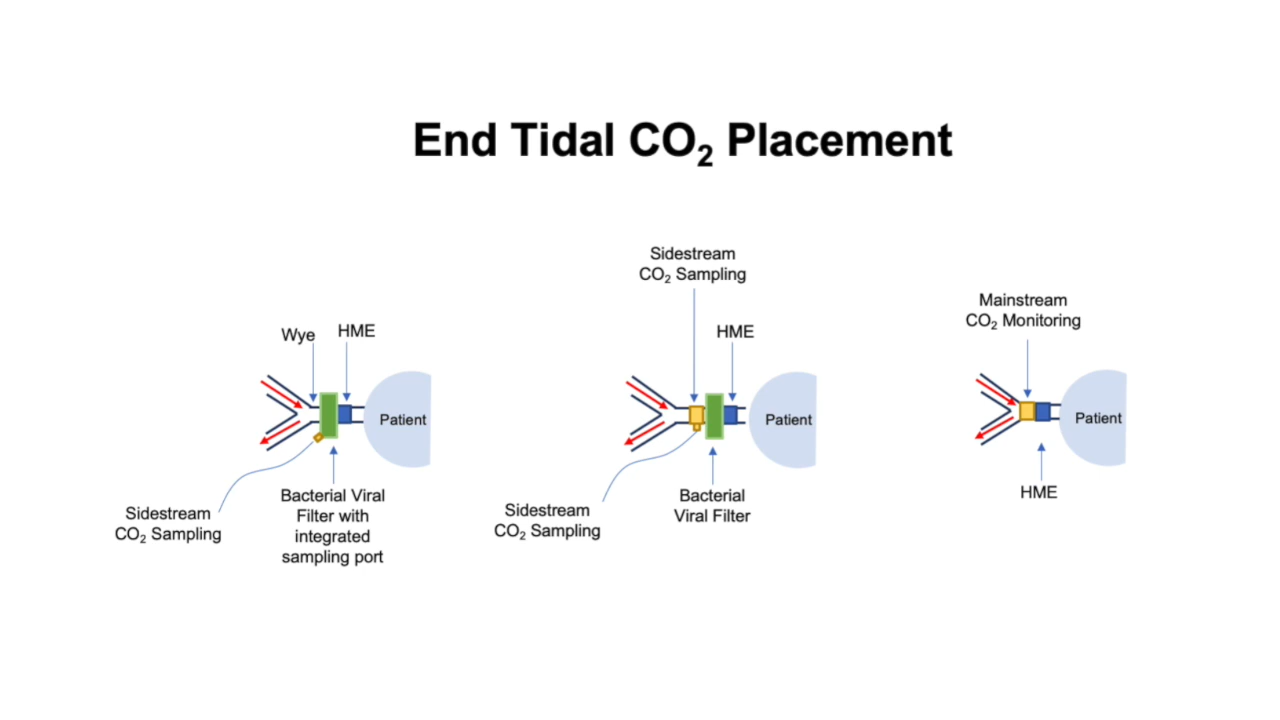 End Tidal CO₂ Placement
Wye
HME
Patient
Sidestream
CO₂ Sampling
Bacterial Viral
Filter with
integrated
sampling port
Sidestream
CO₂ Sampling
HME
Patient
Sidestream
CO₂ Sampling
Bacterial
Viral Filter
Mainstream
CO₂ Monitoring
Patient
HME